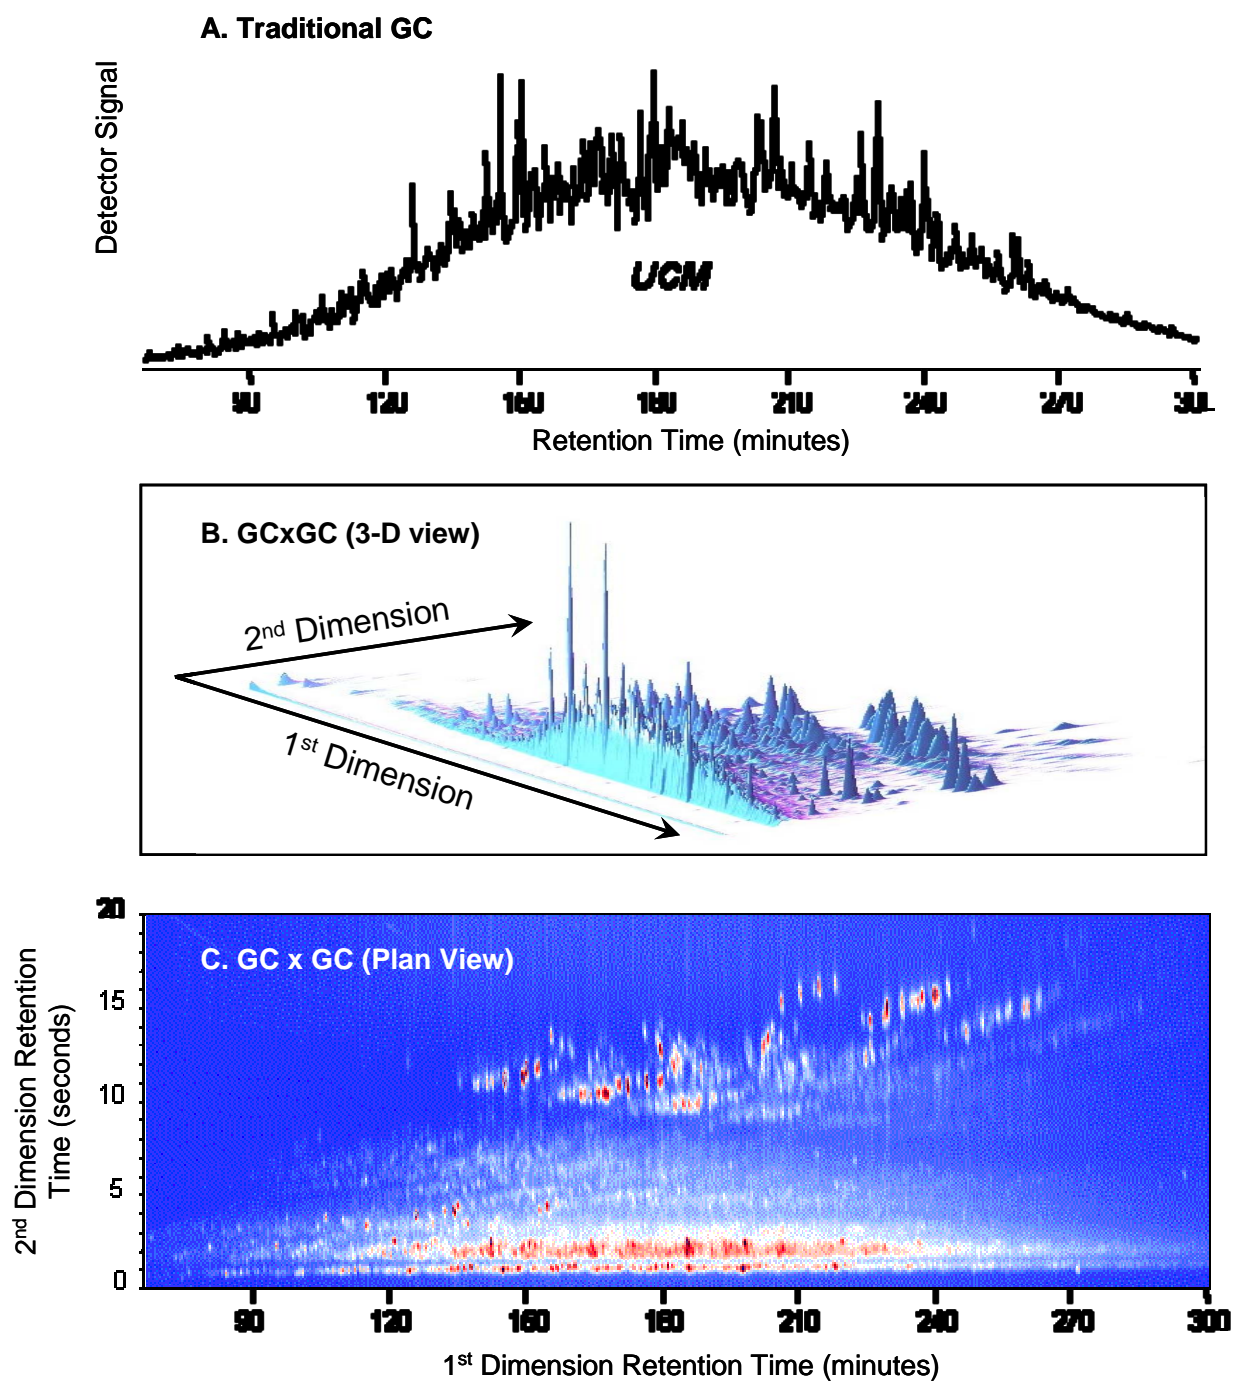 A. Traditional GC
Detector Signal
UCM
90 120 150 180 210 240 270
Retention Time (minutes)
B. GCxGC (3-D view)
2nd Dimension
1st Dimension
C. GC x GC (Plan View)
2nd Dimension Retention
Time (seconds)
20
15
10
5
0
90 120 150 180 210 240 270 300
1st Dimension Retention Time (minutes)